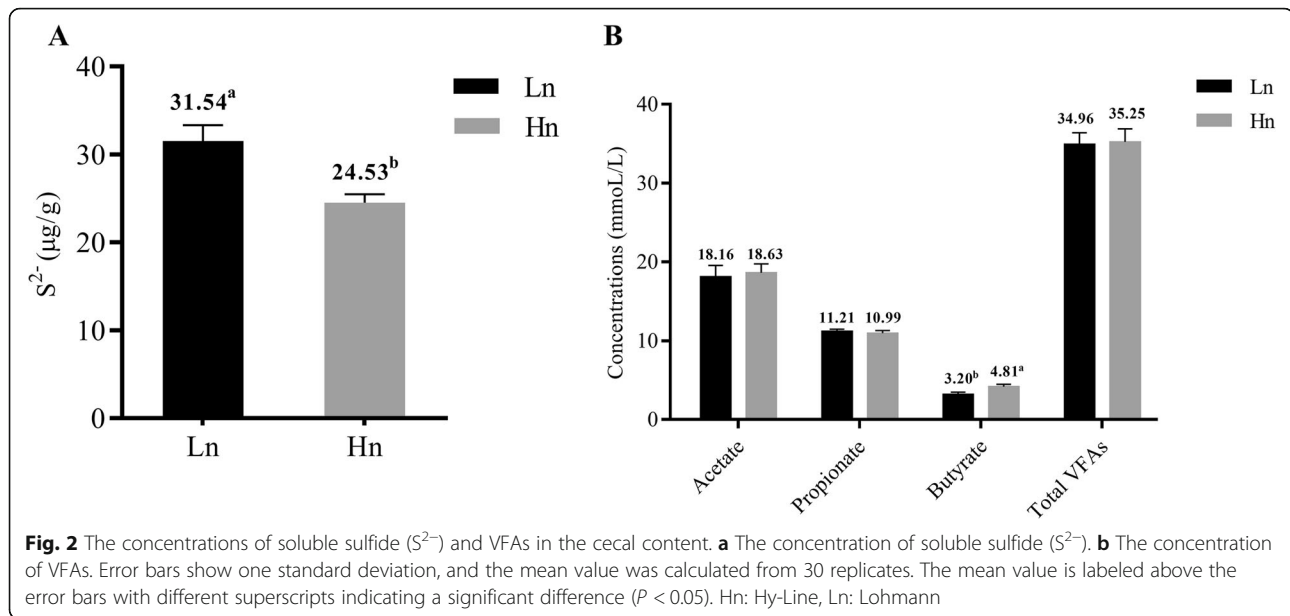 A
40
30
20
10
0
S²⁻ (µg/g)
31.54ᵃ
24.53ᵇ
Ln
Hn
Ln
Hn
B
40
30
20
10
0
Concentrations (mmoL/L)
18.16 18.63
11.21 10.99
3.20ᵇ 4.81ᵃ
34.96 35.25
Acetate
Propionate
Butyrate
Total VFAs
Ln
Hn
Fig. 2 The concentrations of soluble sulfide (S²⁻) and VFAs in the cecal content. a The concentration of soluble sulfide (S²⁻). b The concentration
of VFAs. Error bars show one standard deviation, and the mean value was calculated from 30 replicates. The mean value is labeled above the
error bars with different superscripts indicating a significant difference (P < 0.05). Hn: Hy-Line, Ln: Lohmann